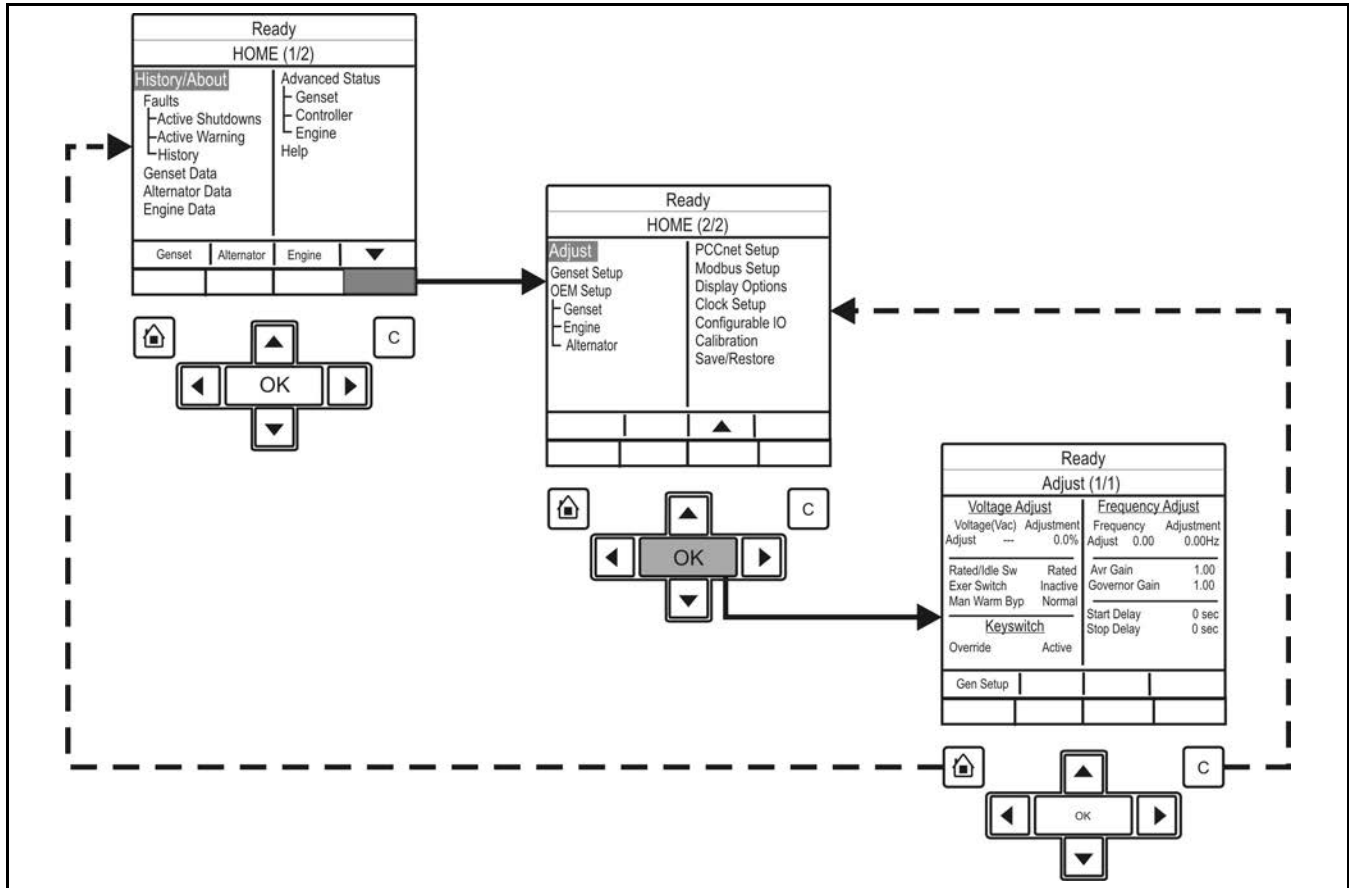 Ready
HOME (1/2)
History/About
Faults
Active Shutdowns
Active Warning
History
Genset Data
Alternator Data
Engine Data
Advanced Status
Genset
Controller
Engine
Help
Genset Alternator Engine
C
OK
Ready
HOME (2/2)
Adjust
Genset Setup
OEM Setup
Genset
Engine
Alternator
PCCnet Setup
Modbus Setup
Display Options
Clock Setup
Configurable IO
Calibration
Save/Restore
C
OK
Ready
Adjust (1/1)
Voltage Adjust
Voltage(Vac) Adjustment
Adjust --- 0.0%
Rated/Idle Sw Rated
Exer Switch Inactive
Man Warm Byp Normal
Keyswitch
Override Active
Frequency Adjust
Frequency Adjustment
Adjust 0.00 0.00Hz
Avr Gain 1.00
Governor Gain 1.00
Start Delay 0 sec
Stop Delay 0 sec
Gen Setup
C
OK